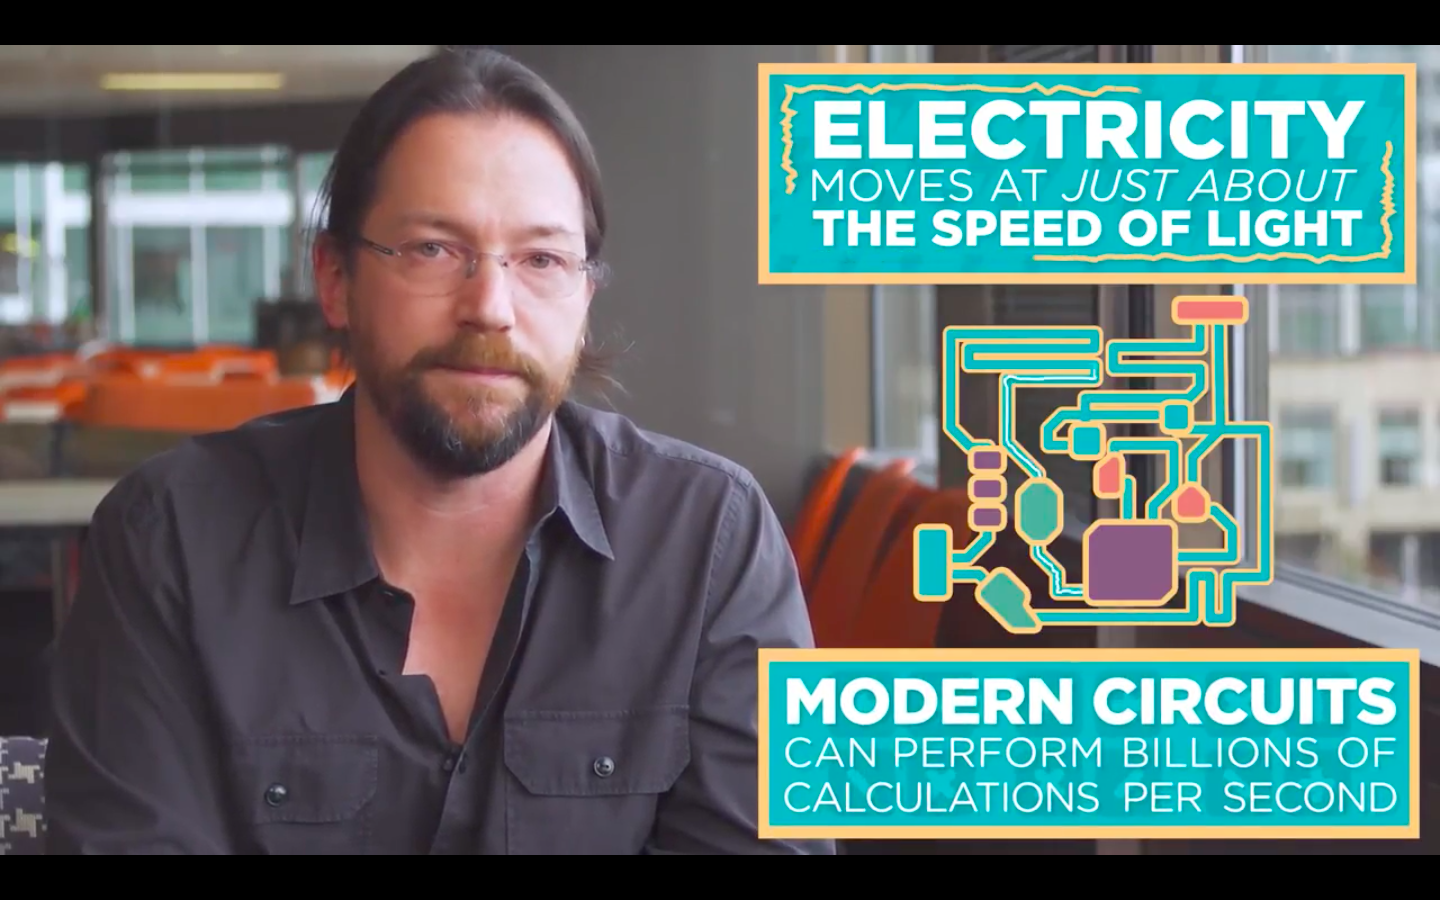 ELECTRICITY
MOVES AT JUST ABOUT
THE SPEED OF LIGHT
MODERN CIRCUITS
CAN PERFORM BILLIONS OF
CALCULATIONS PER SECOND